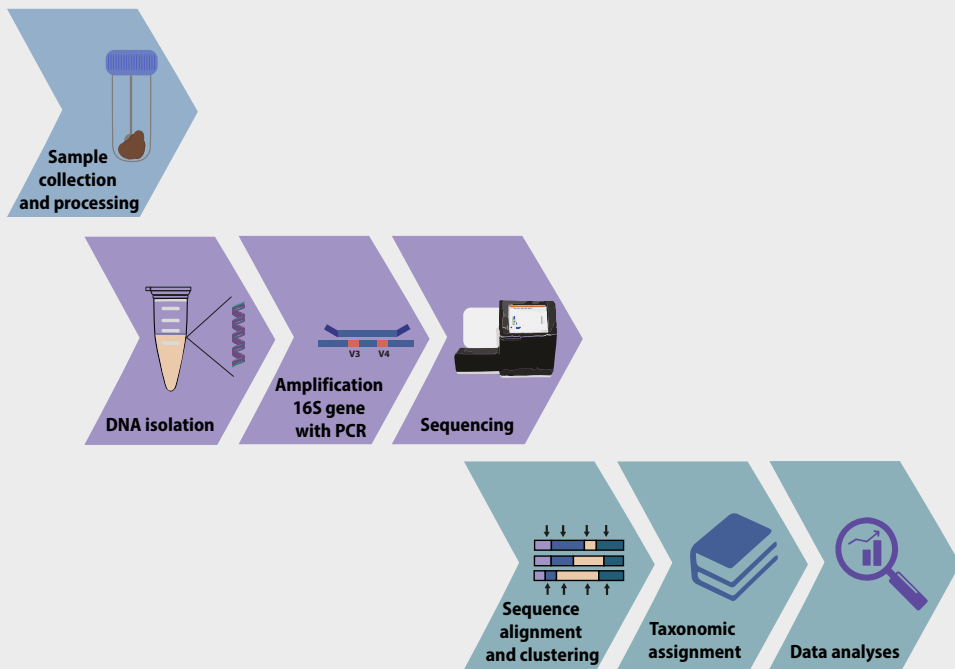 Sample
collection
and processing
DNA isolation
V3 V4
Amplification
16S gene
with PCR
Sequencing
Sequence
alignment
and clustering
Taxonomic
assignment
Data analyses